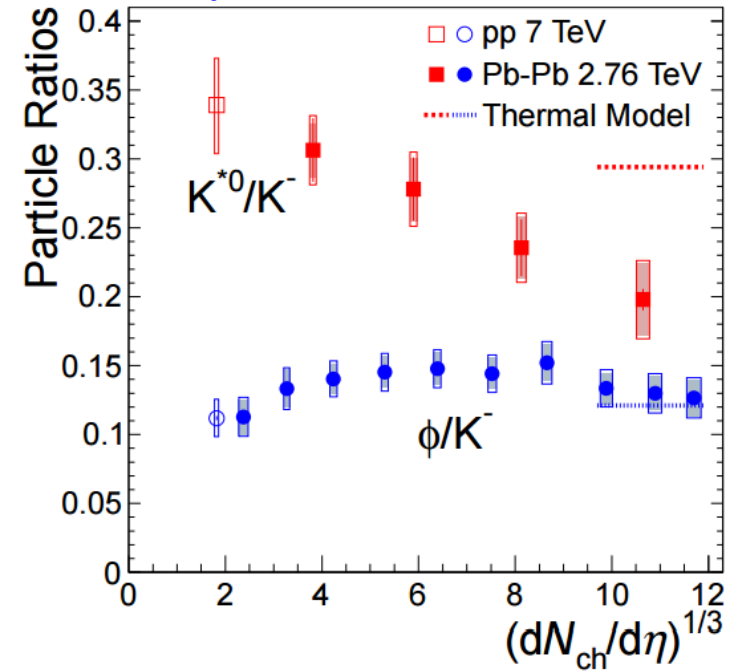 Particle Ratios
0.4
0.35
0.3
0.25
0.2
0.15
0.1
0.05
0
pp 7 TeV
Pb-Pb 2.76 TeV
Thermal Model
K*0/K-
ϕ/K-
0 2 4 6 8 10 12
(dNch/dη)1/3